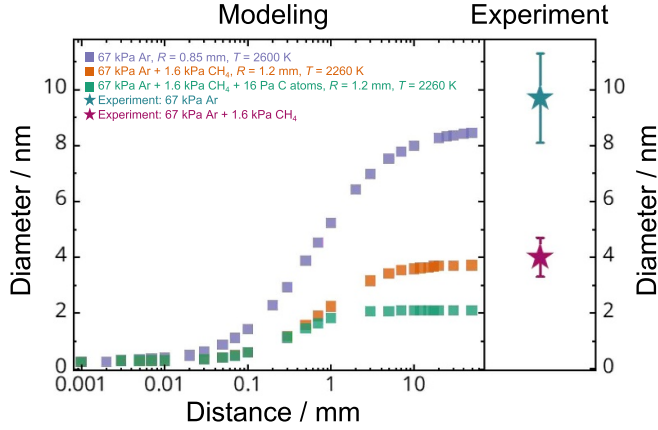 Modeling
Experiment
67 kPa Ar, R = 0.85 mm, T = 2600 K
67 kPa Ar + 1.6 kPa CH₄, R = 1.2 mm, T = 2260 K
67 kPa Ar + 1.6 kPa CH₄ + 16 Pa C atoms, R = 1.2 mm, T = 2260 K
Experiment: 67 kPa Ar
Experiment: 67 kPa Ar + 1.6 kPa CH₄
Diameter / nm
10
8
6
4
2
0
10
8
6
4
2
0
Diameter / nm
0.001
0.01
0.1
1
10
Distance / mm